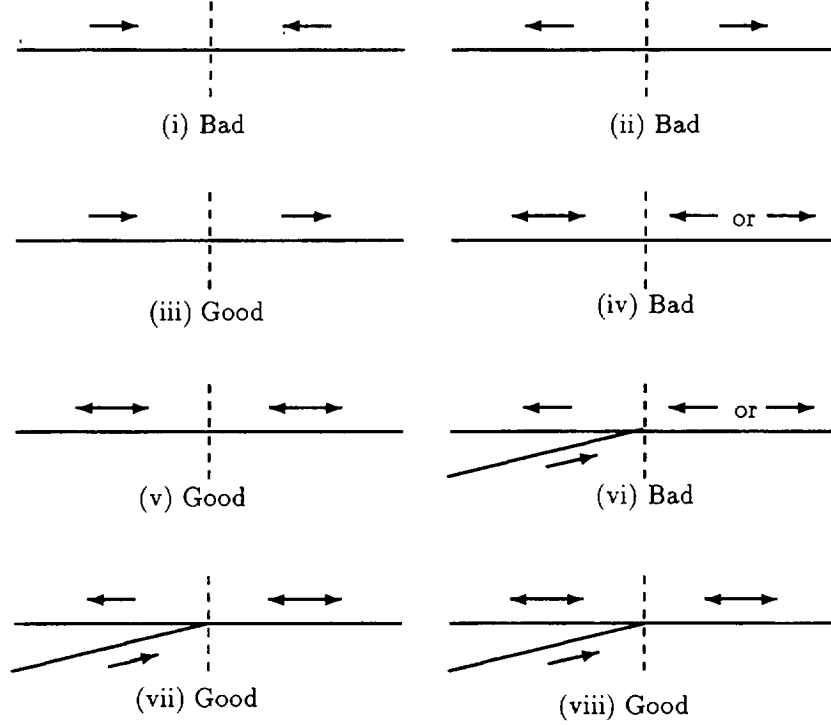 (i) Bad
(ii) Bad
(iii) Good
or
(iv) Bad
(v) Good
or
(vi) Bad
(vii) Good
(viii) Good